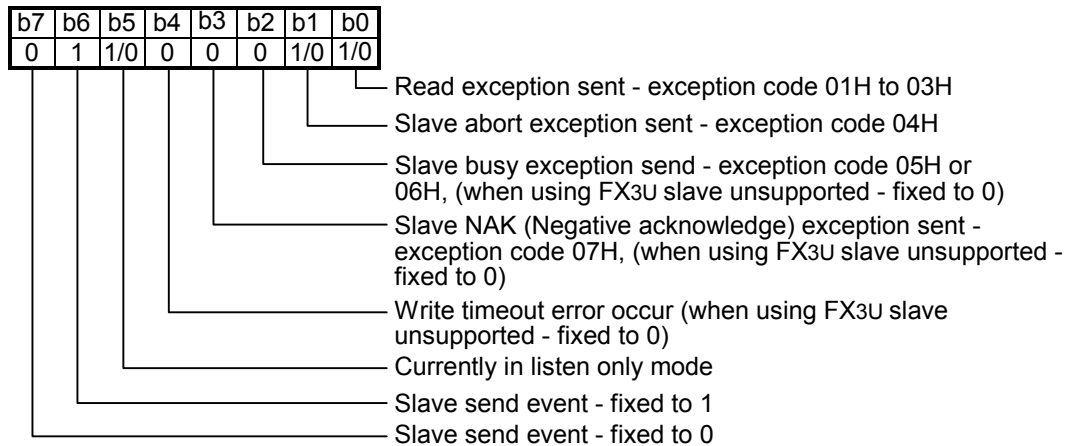 b7 b6 b5 b4 b3 b2 b1 b0
0 1 1/0 0 0 0 1/0 1/0
Read exception sent - exception code 01H to 03H
Slave abort exception sent - exception code 04H
Slave busy exception send - exception code 05H or
06H, (when using FX3U slave unsupported - fixed to 0)
Slave NAK (Negative acknowledge) exception sent -
exception code 07H, (when using FX3U slave unsupported -
fixed to 0)
Write timeout error occur (when using FX3U slave
unsupported - fixed to 0)
Currently in listen only mode
Slave send event - fixed to 1
Slave send event - fixed to 0